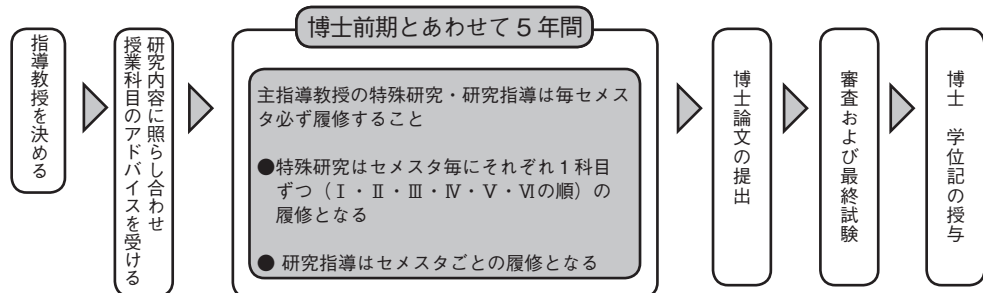 指導教授を決める
研究内容に照らし合わせ
授業科目のアドバイスを受ける
博士前期とあわせて5年間
主指導教授の特殊研究・研究指導は毎セメス
タ必ず履修すること
●特殊研究はセメスタ毎にそれぞれ1科目
ずつ（Ⅰ・Ⅱ・Ⅲ・Ⅳ・Ⅴ・Ⅵの順）の
履修となる
● 研究指導はセメスタごとの履修となる
博士論文の提出
審査および最終試験
博士　学位記の授与